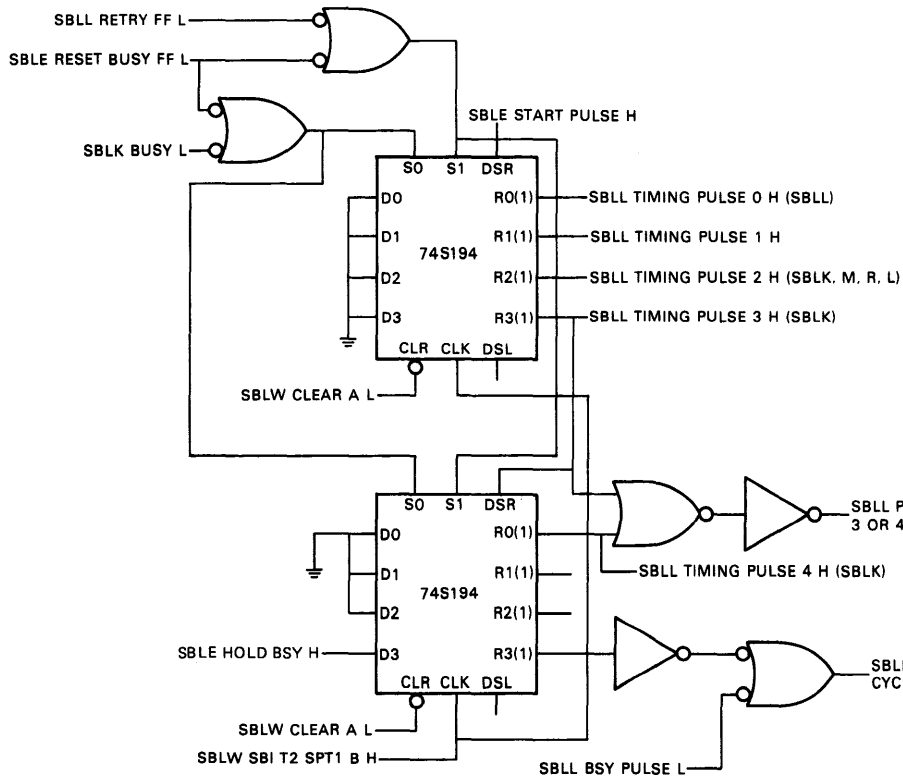 SBLL RETRY FF L
SBLE RESET BUSY FF L
SBLK BUSY L
SBLE START PULSE H
S0 S1 DSR
D0 R0(1) SBLL TIMING PULSE 0 H (SBLL)
D1 R1(1) SBLL TIMING PULSE 1 H
74S194
D2 R2(1) SBLL TIMING PULSE 2 H (SBLK, M, R, L)
D3 R3(1) SBLL TIMING PULSE 3 H (SBLK)
CLR CLK DSL
SBLW CLEAR A L
S0 S1 DSR
D0 R0(1)
SBLL P
3 OR 4
D1 R1(1)
SBLL TIMING PULSE 4 H (SBLK)
74S194
D2 R2(1)
SBLE HOLD BSY H D3 R3(1)
SBL
CYC
CLR CLK DSL
SBLW CLEAR A L
SBLW SBI T2 SPT1 B H
SBLL BSY PULSE L